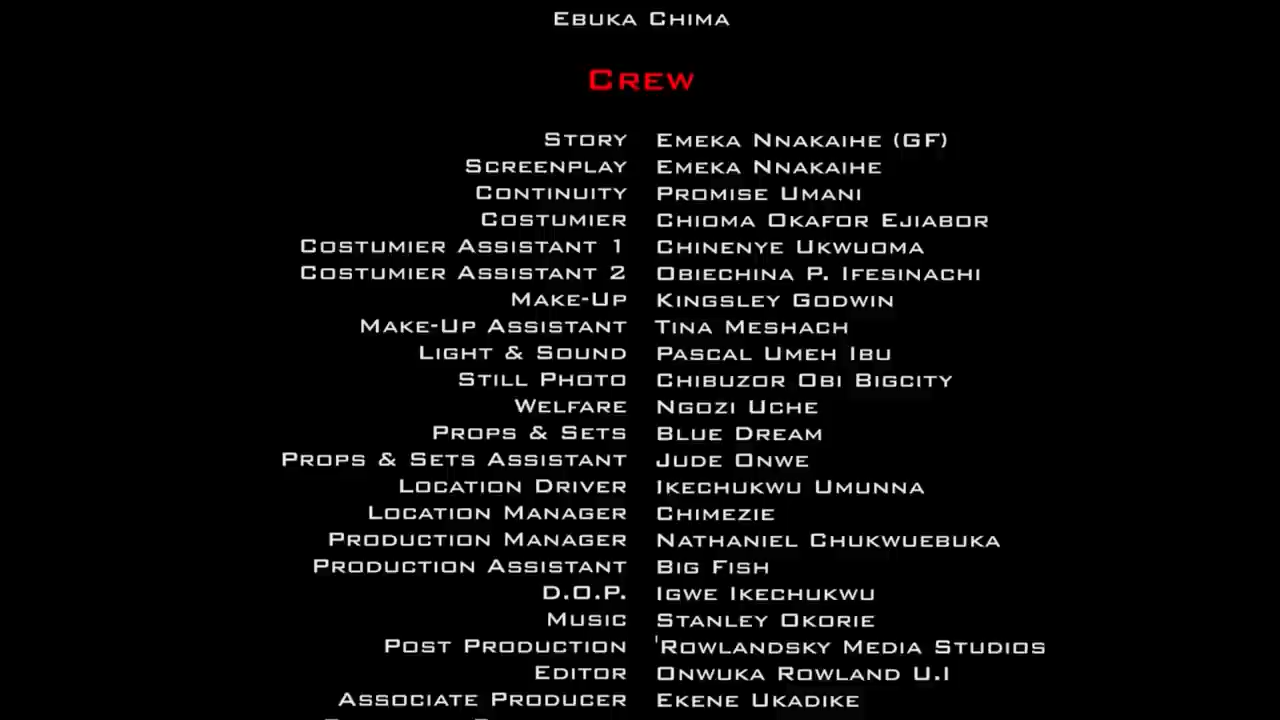 Ebuka Chima
Crew
Story Emeka Nnakaihe (GF)
Screenplay Emeka Nnakaihe
Continuity Promise Umani
Costumier Chioma Okafor Ejiabor
Costumier Assistant 1 Chinenye Ukwuoma
Costumier Assistant 2 Obiechina P. Ifesinachi
Make-Up Kingsley Godwin
Make-Up Assistant Tina Meshach
Light & Sound Pascal Umeh Ibu
Still Photo Chibuzor Obi Bigcity
Welfare Ngozi Uche
Props & Sets Blue Dream
Props & Sets Assistant Jude Onwe
Location Driver Ikechukwu Umunna
Location Manager Chimezie
Production Manager Nathaniel Chukwuebuka
Production Assistant Big Fish
D.O.P. Igwe Ikechukwu
Music Stanley Okorie
Post Production 'Rowlandsky Media Studios
Editor Onwuka Rowland U.I
Associate Producer Ekene Ukadike